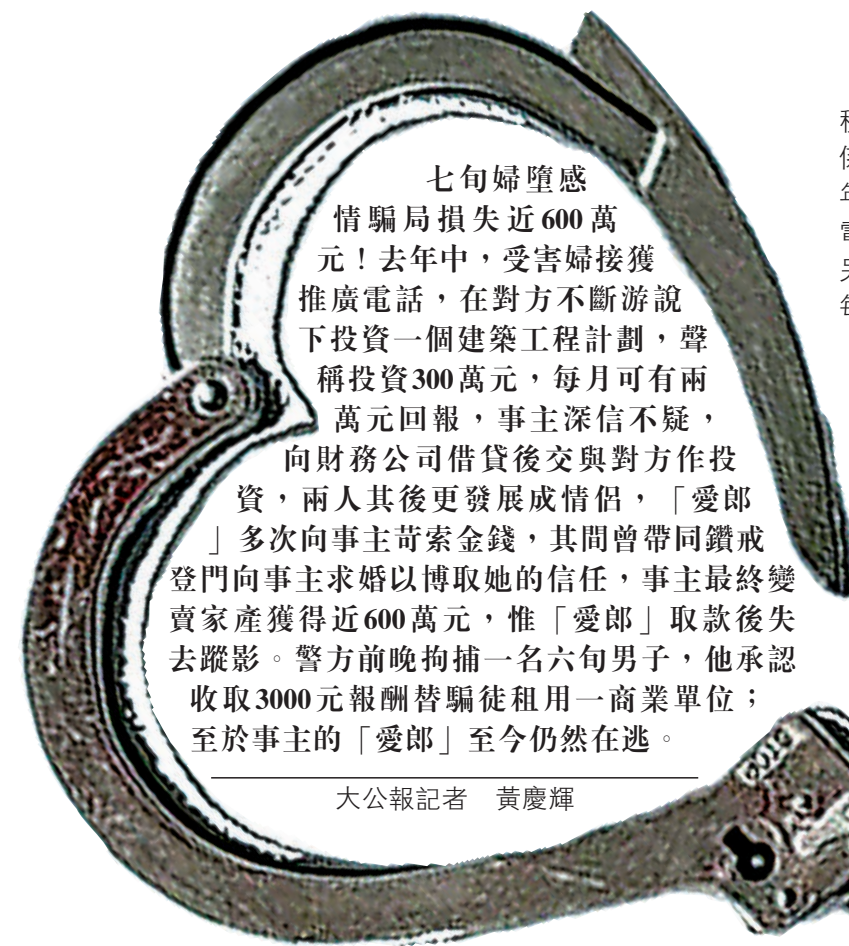 七旬婦墮感
情騙局損失近600萬
元！去年中，受害婦接獲
推廣電話，在對方不斷游說
下投資一個建築工程計劃，聲
稱投資300萬元，每月可有兩
萬元回報，事主深信不疑，
向財務公司借貸後交與對方作投
資，兩人其後更發展成情侶，「愛郎
」多次向事主苛索金錢，其間曾帶同鑽戒
登門向事主求婚以博取她的信任，事主最終變
賣家產獲得近600萬元，惟「愛郎」取款後失
去蹤影。警方前晚拘捕一名六旬男子，他承認
收取3000元報酬替騙徒租用一商業單位；
至於事主的「愛郎」至今仍然在逃。
大公報記者　黃慶輝